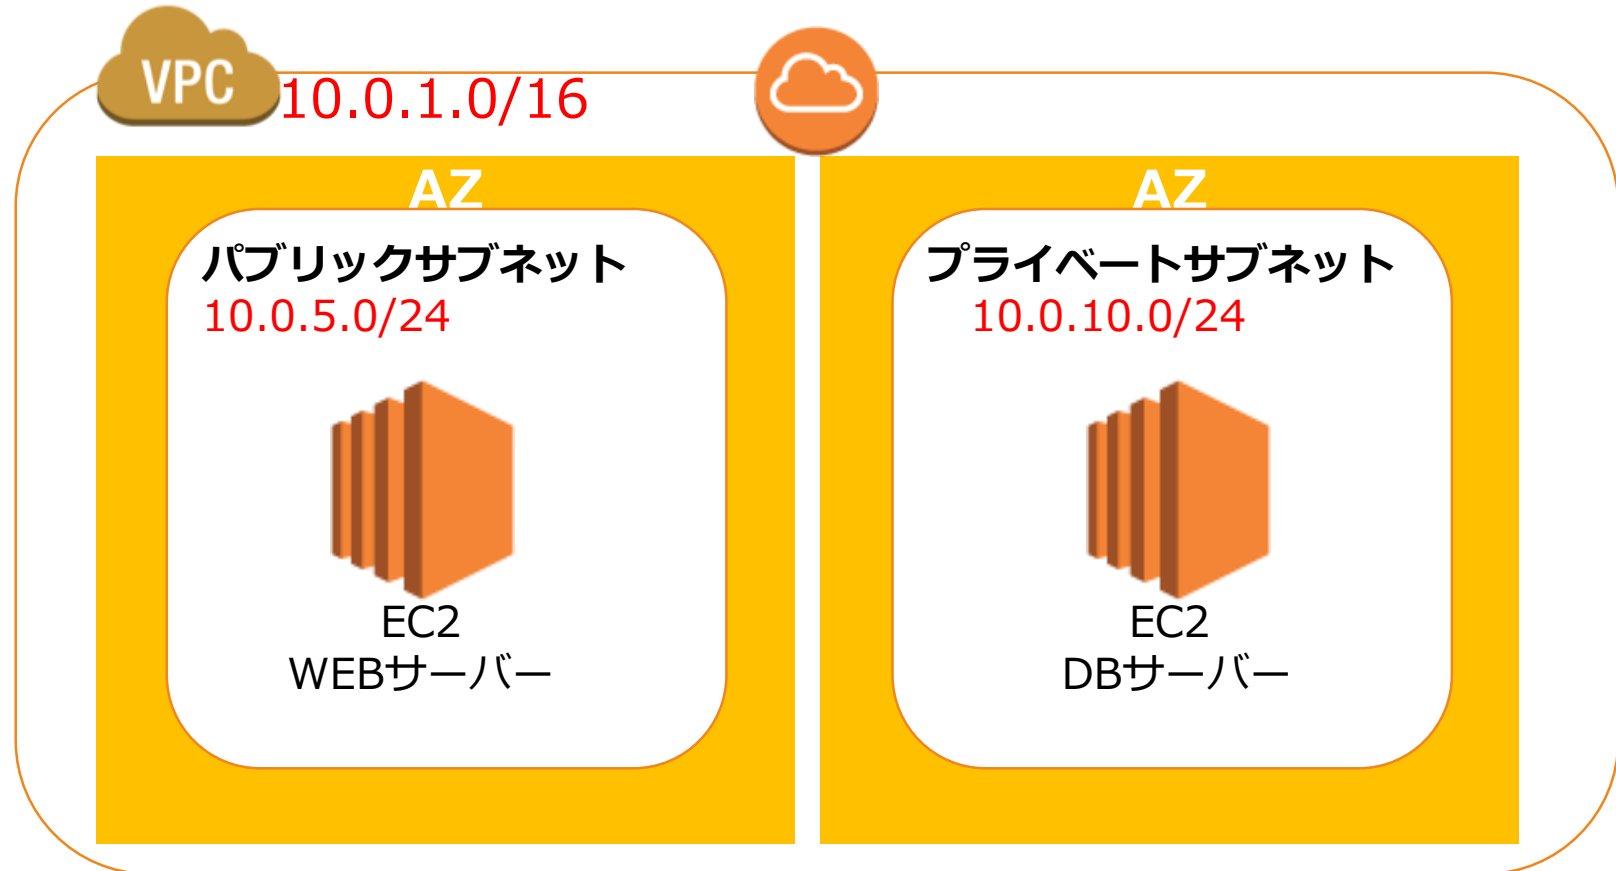 VPC
10.0.1.0/16
AZ
パブリックサブネット
10.0.5.0/24
EC2
WEBサーバー
AZ
プライベートサブネット
10.0.10.0/24
EC2
DBサーバー